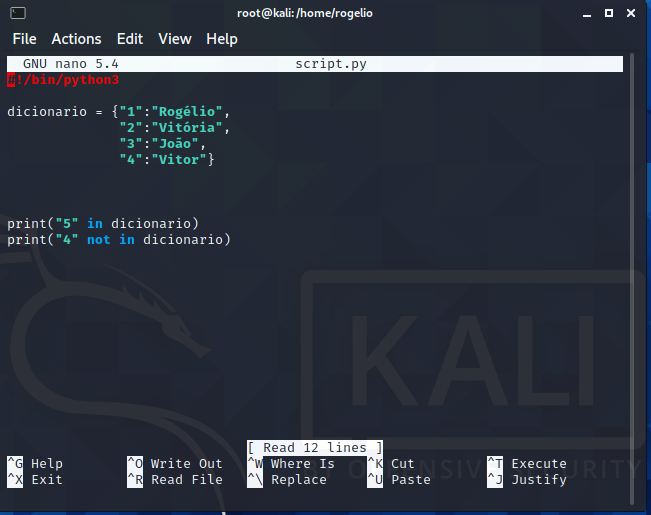 root@kali: /home/rogelio
File Actions Edit View Help
GNU nano 5.4 script.py
#!/bin/python3
dicionario = {"1":"Rogélio",
"2":"Vitória",
"3":"João",
"4":"Vitor"}
print("5" in dicionario)
print("4" not in dicionario)
KALI
[ Read 12 lines ]
^G Help ^O Write Out ^W Where Is ^K Cut ^T Execute
^X Exit ^R Read File ^\ Replace ^U Paste ^J Justify